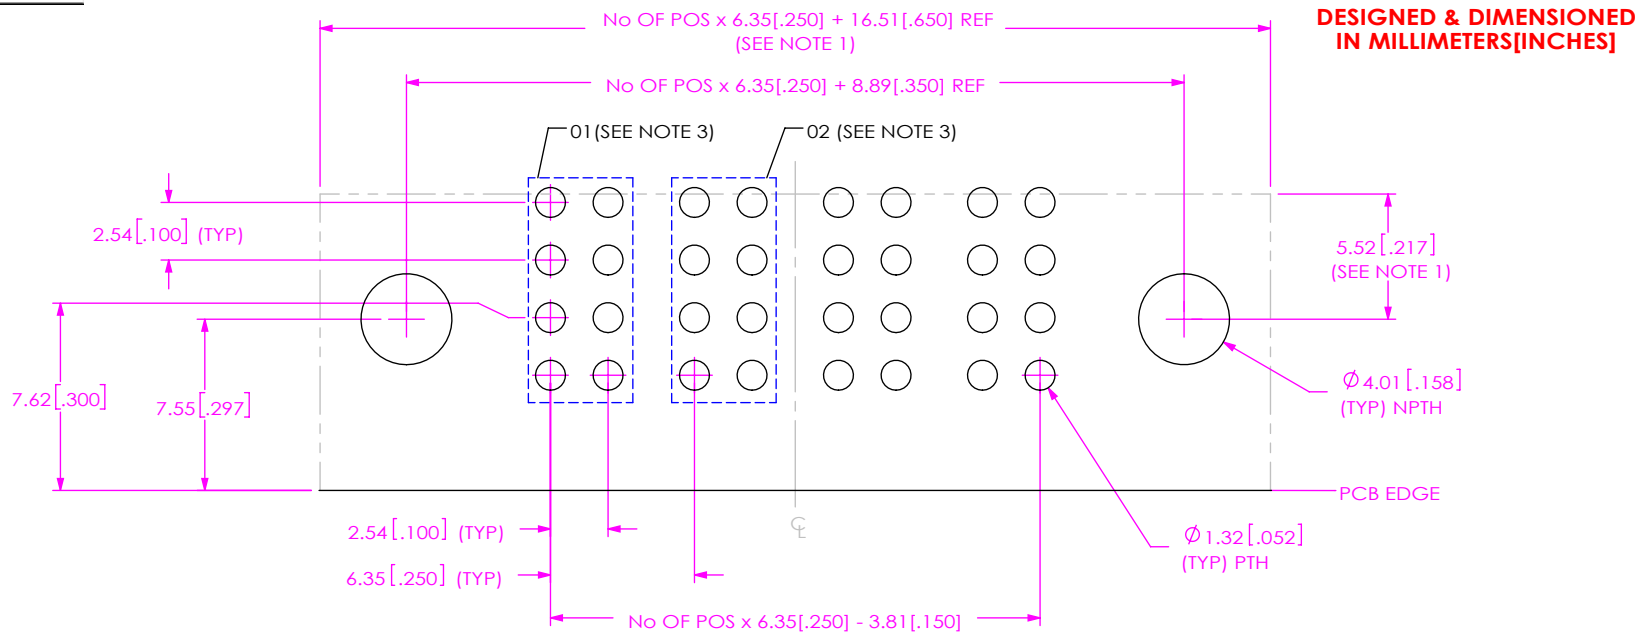 No OF POS x 6.35[.250] + 16.51[.650] REF
(SEE NOTE 1)
DESIGNED & DIMENSIONED
IN MILLIMETERS[INCHES]
No OF POS x 6.35[.250] + 8.89[.350] REF
01(SEE NOTE 3)
02 (SEE NOTE 3)
2.54[.100] (TYP)
5.52[.217]
(SEE NOTE 1)
7.62[.300]
7.55[.297]
Ø4.01[.158]
(TYP) NPTH
PCB EDGE
2.54[.100] (TYP)
℄
Ø1.32[.052]
(TYP) PTH
6.35[.250] (TYP)
No OF POS x 6.35[.250] - 3.81[.150]